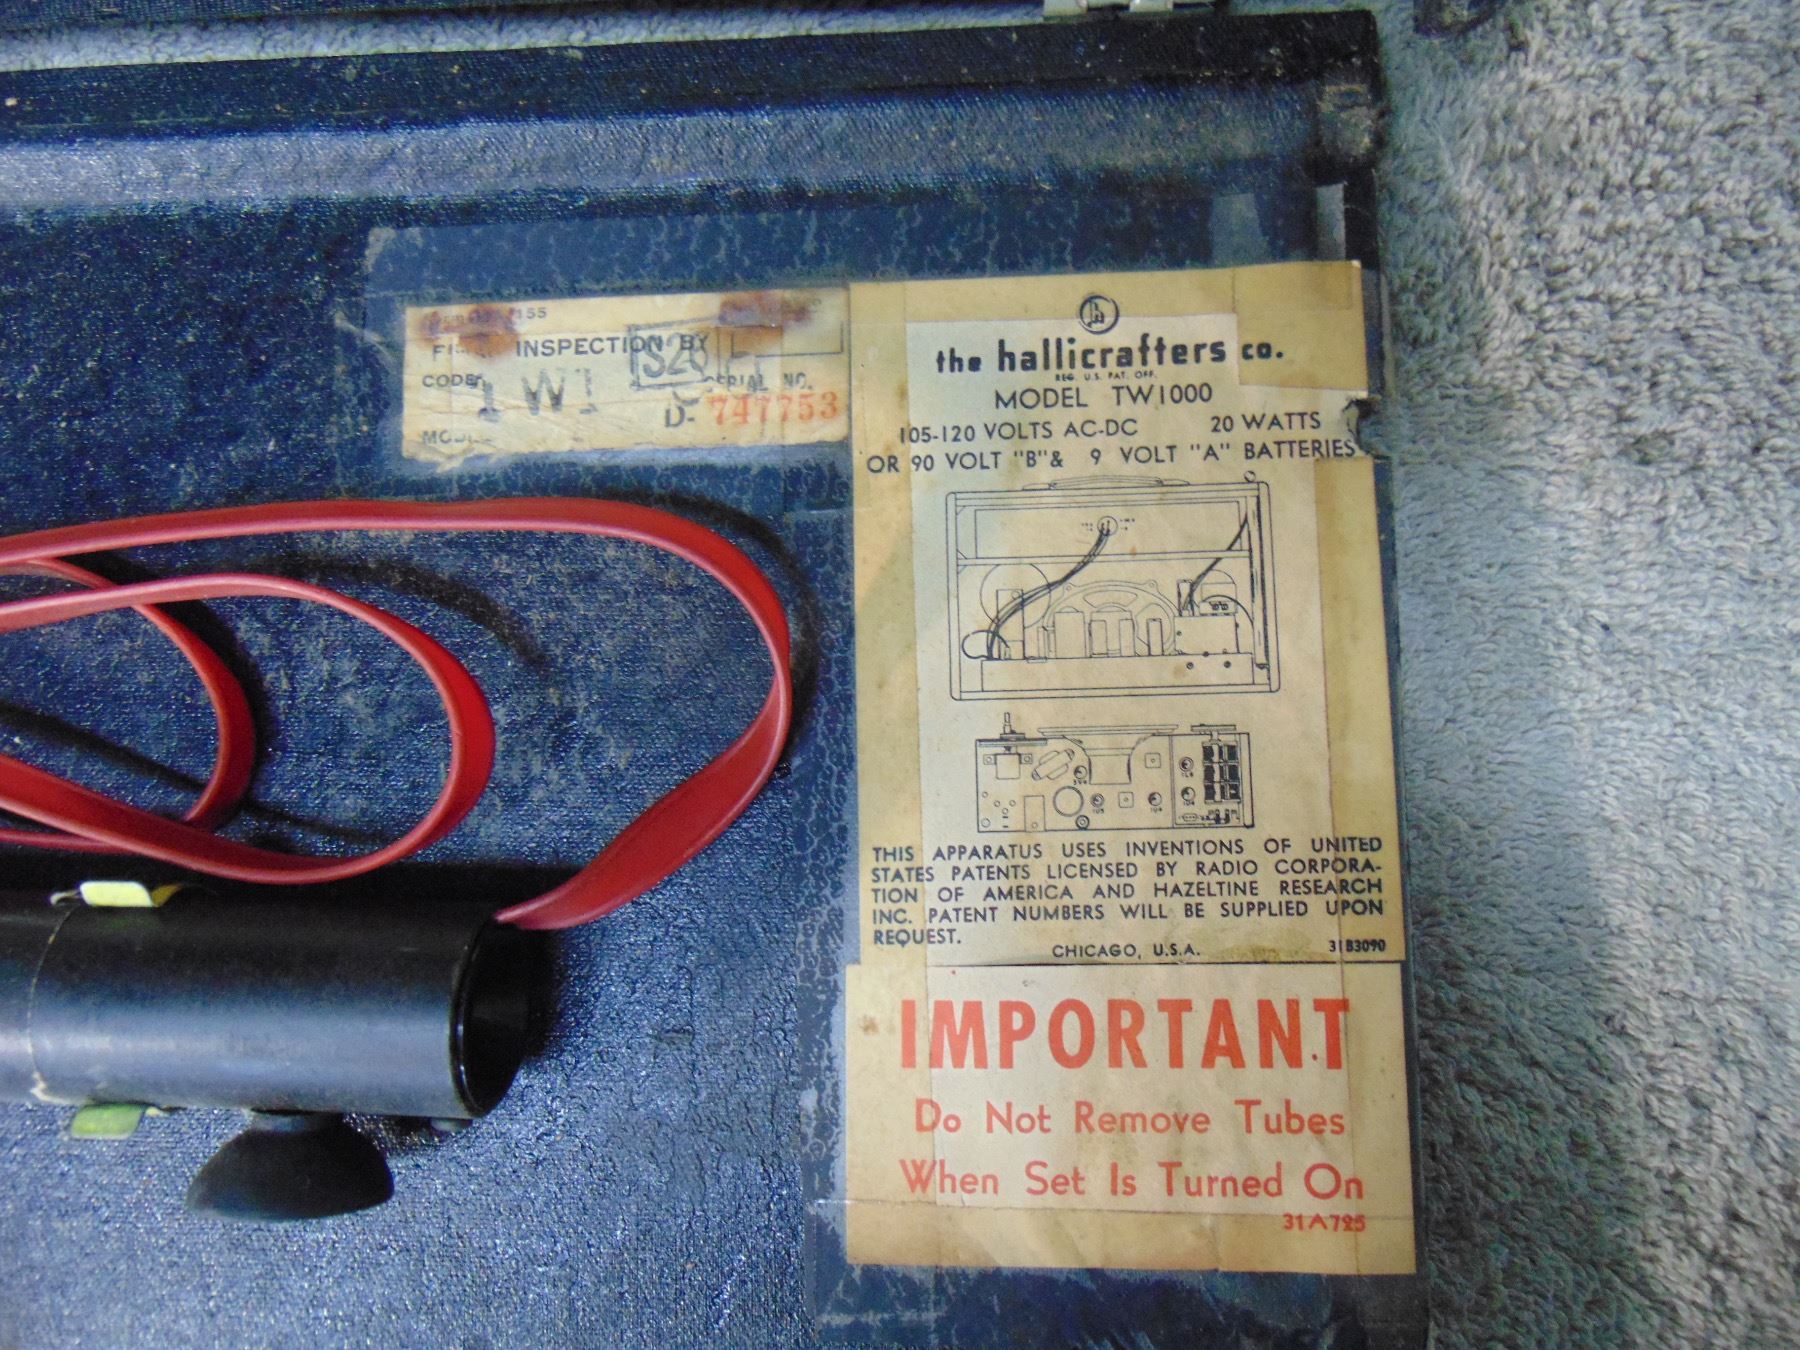 155
INSPECTION BY
S26
CODE 1 W1
SERIAL NO.
D- 747753
h
the hallicrafters co.
REG. U.S. PAT. OFF.
MODEL TW1000
105-120 VOLTS AC-DC 20 WATTS
OR 90 VOLT "B" & 9 VOLT "A" BATTERIES
THIS APPARATUS USES INVENTIONS OF UNITED
STATES PATENTS LICENSED BY RADIO CORPORA-
TION OF AMERICA AND HAZELTINE RESEARCH
INC. PATENT NUMBERS WILL BE SUPPLIED UPON
REQUEST.
CHICAGO, U.S.A. 31B3090
IMPORTANT
Do Not Remove Tubes
When Set Is Turned On
31A725